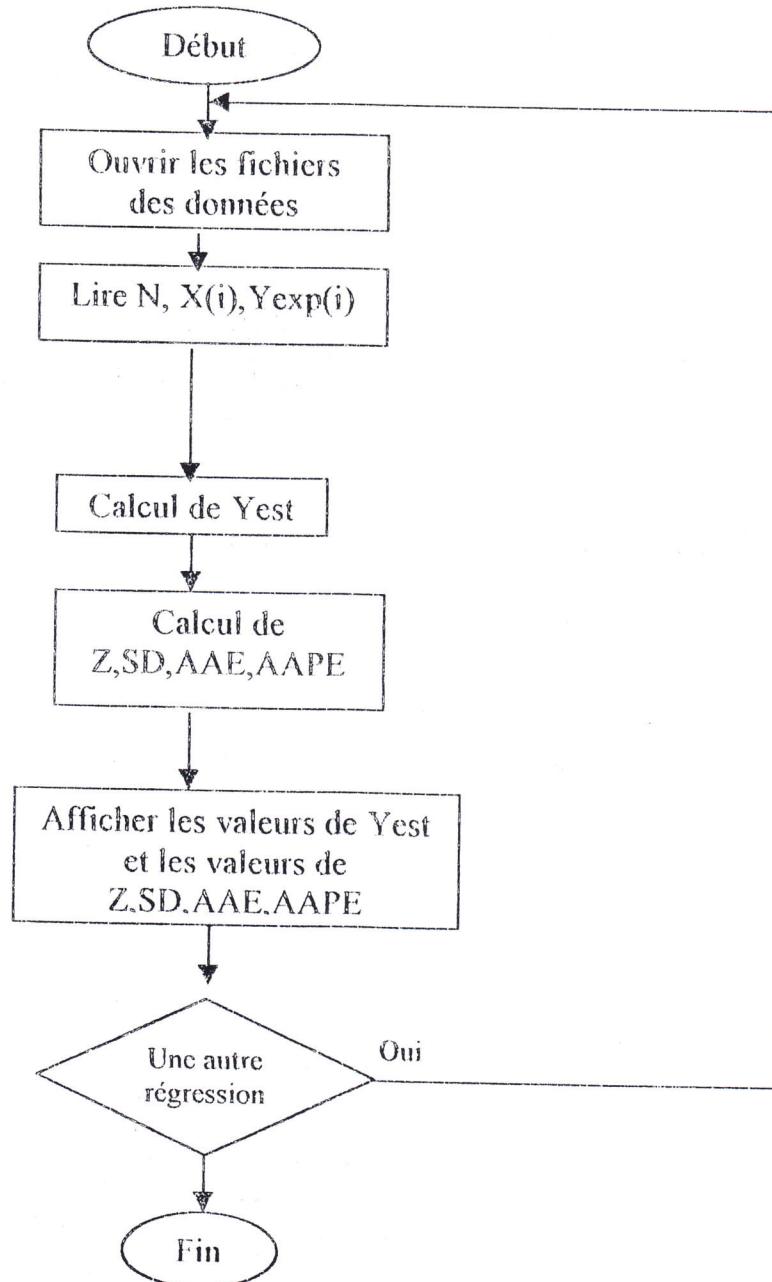 Début
Ouvrir les fichiers
des données
Lire N, X(i),Yexp(i)
Calcul de Yest
Calcul de
Z,SD,AAE,AAPE
Afficher les valeurs de Yest
et les valeurs de
Z,SD,AAE,AAPE
Une autre
régression
Oui
Fin